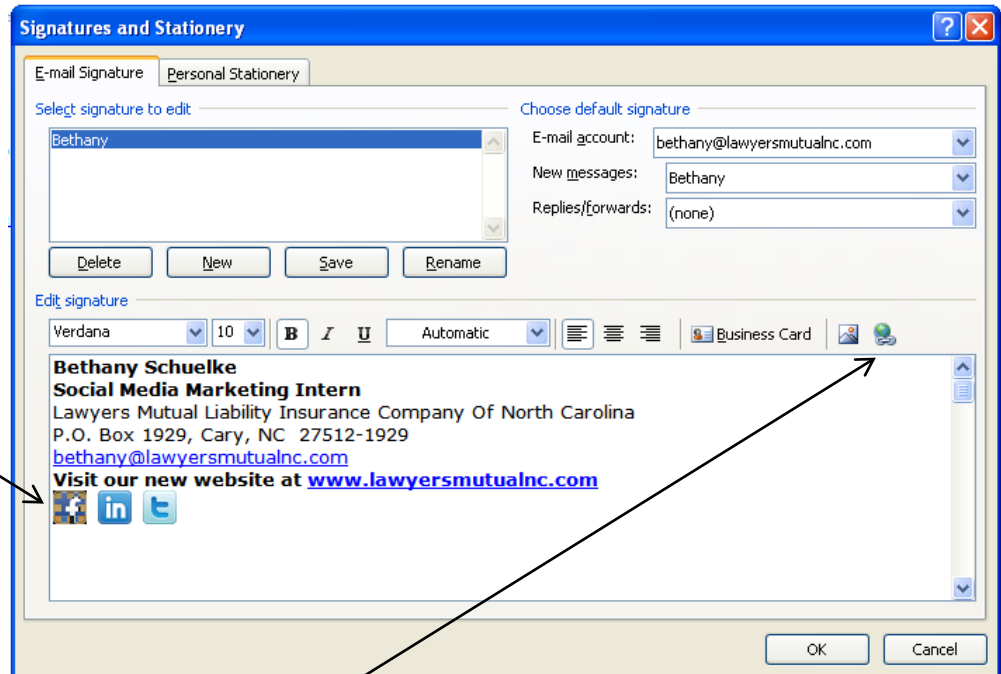 Signatures and Stationery
E-mail Signature Personal Stationery
Select signature to edit
Bethany
Delete New Save Rename
Choose default signature
E-mail account: bethany@lawyersmutualnc.com
New messages: Bethany
Replies/forwards: (none)
Edit signature
Verdana 10 B I U Automatic Business Card
Bethany Schuelke
Social Media Marketing Intern
Lawyers Mutual Liability Insurance Company Of North Carolina
P.O. Box 1929, Cary, NC 27512-1929
bethany@lawyersmutualnc.com
Visit our new website at www.lawyersmutualnc.com
f in t
OK Cancel